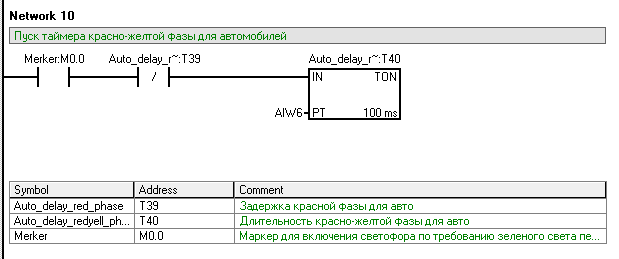 Network 10
Пуск таймера красно-желтой фазы для автомобилей
Merker:M0.0 Auto_delay_r~:T39 Auto_delay_r~:T40
/ IN TON
AIW6 PT 100 ms
Symbol Address Comment
Auto_delay_red_phase T39 Задержка красной фазы для авто
Auto_delay_redyell_ph... T40 Длительность красно-желтой фазы для авто
Merker M0.0 Маркер для включения светофора по требованию зеленого света пе...